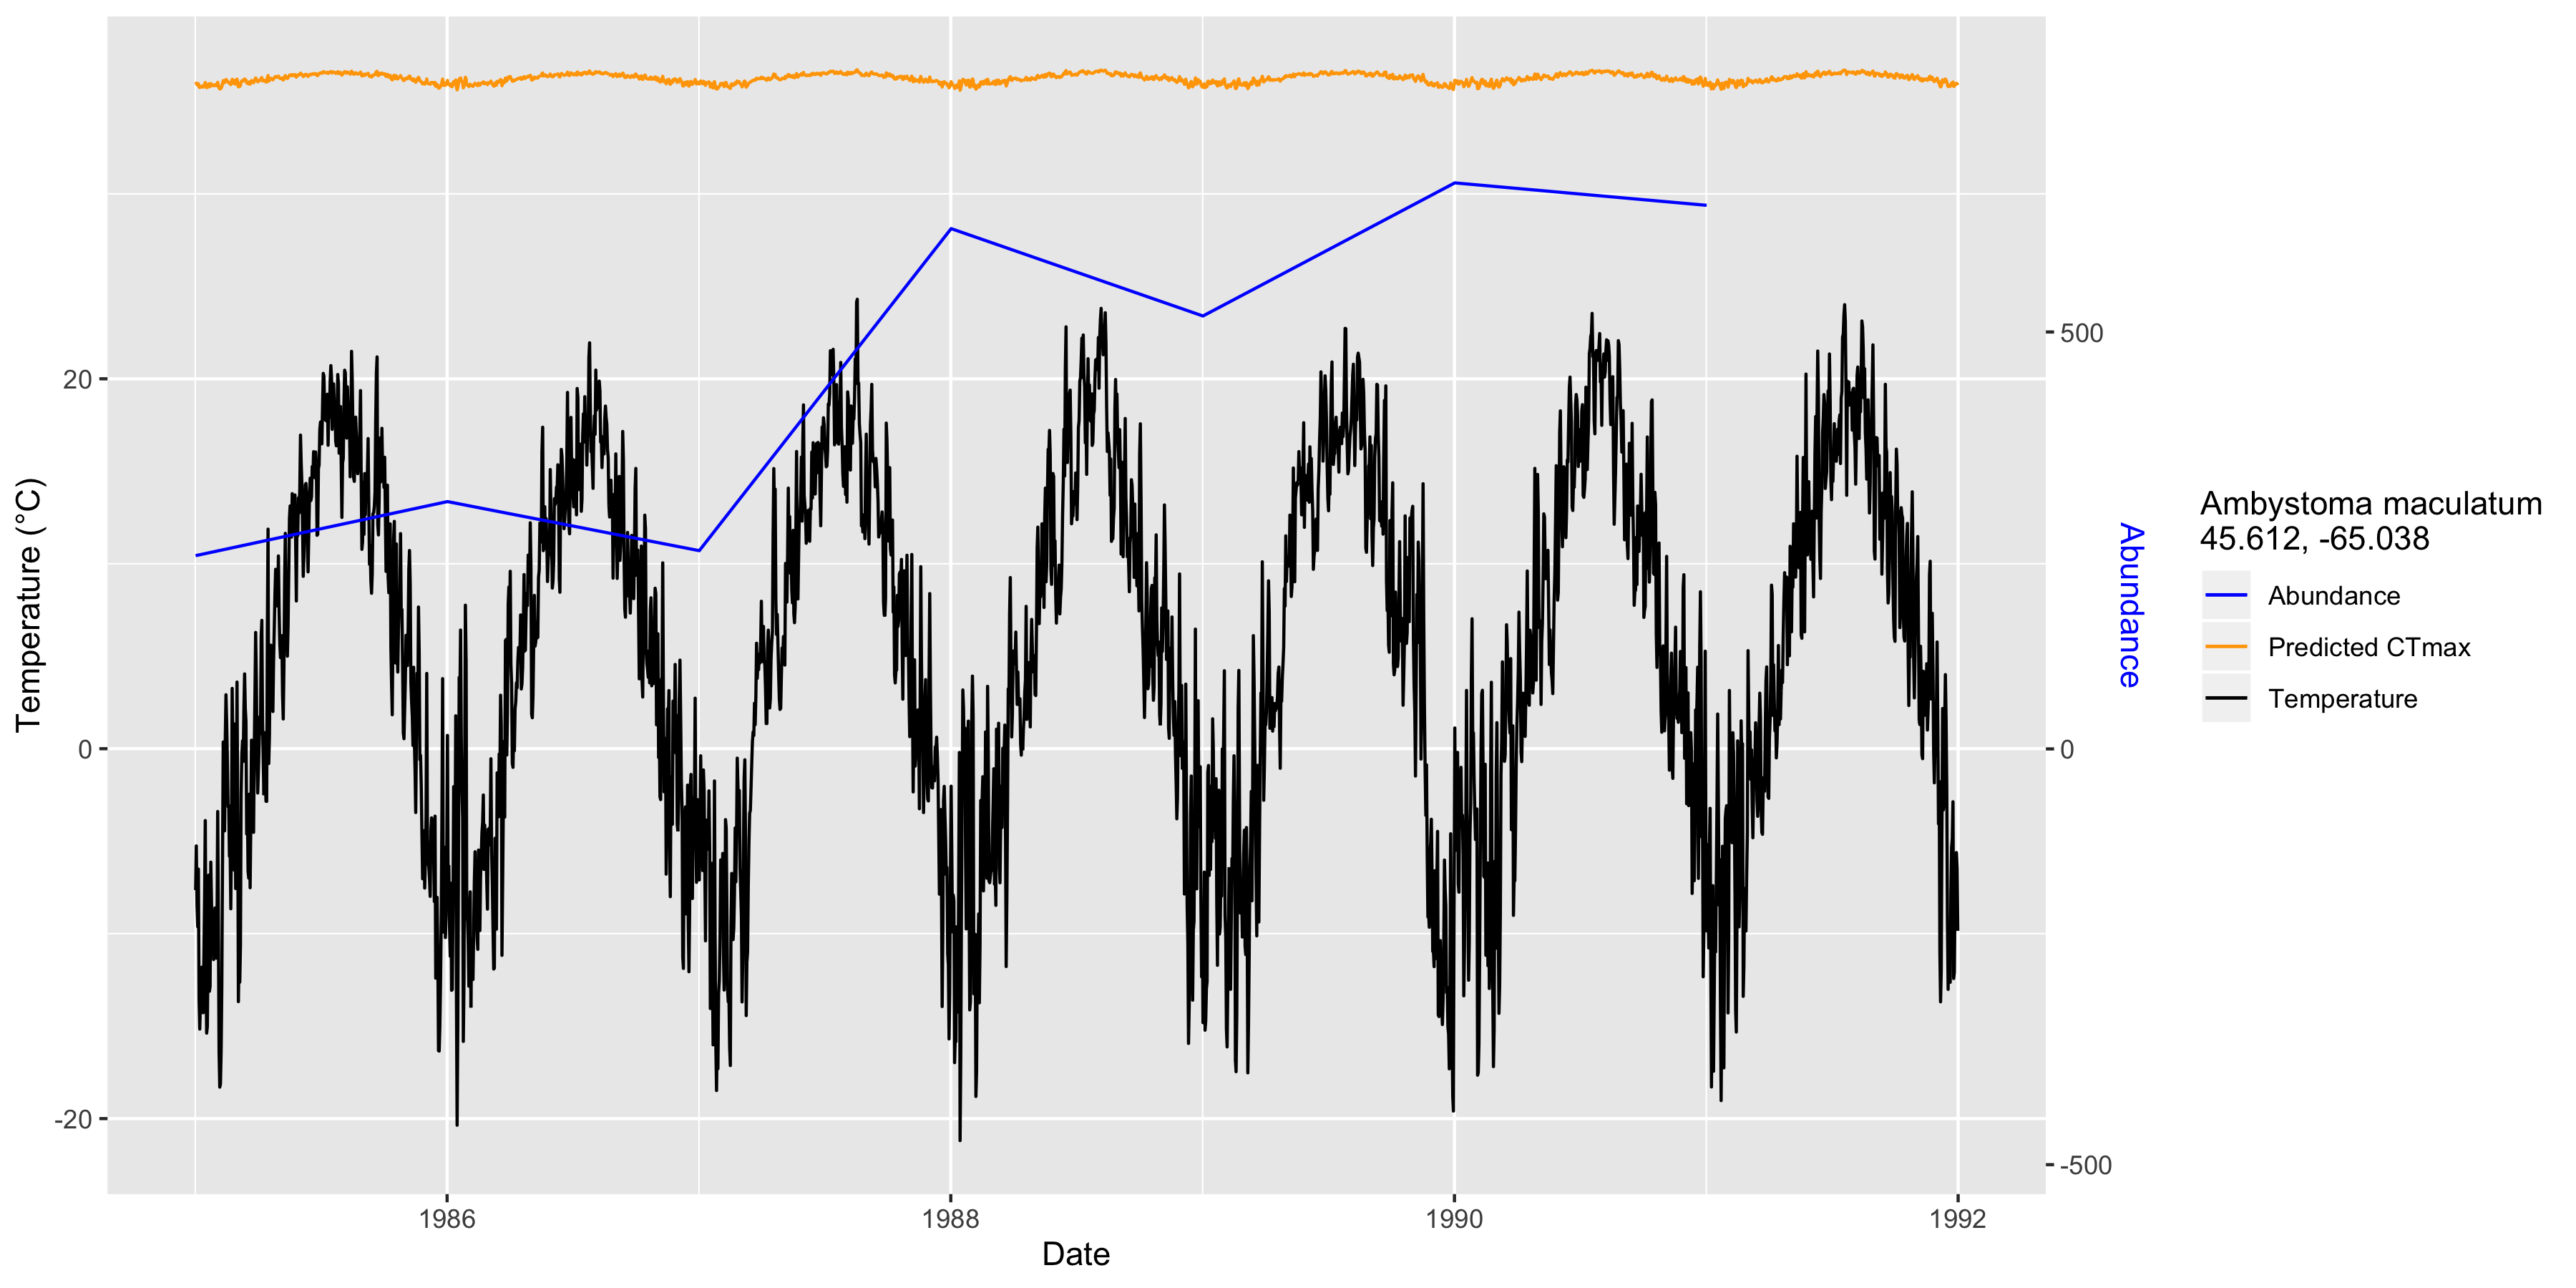 Temperature (°C)
20
0
-20
1986
1988
1990
1992
Date
500
0
-500
Abundance
Ambystoma maculatum
45.612, -65.038
Abundance
Predicted CTmax
Temperature